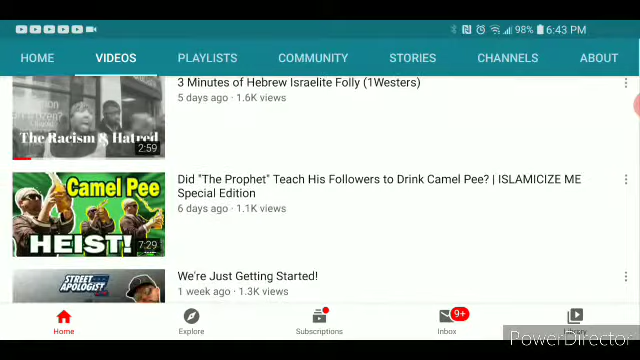 98% 6:43 PM
HOME VIDEOS PLAYLISTS COMMUNITY STORIES CHANNELS ABOUT
3 Minutes of Hebrew Israelite Folly (1Westers)
5 days ago · 1.6K views
The Racism & Hatred
2:59
Did "The Prophet" Teach His Followers to Drink Camel Pee? | ISLAMICIZE ME
Special Edition
6 days ago · 1.1K views
Camel Pee
HEIST!
7:29
We're Just Getting Started!
1 week ago · 1.3K views
STREET
APOLOGIST
9+
Home Explore Subscriptions Inbox Library
PowerDirector